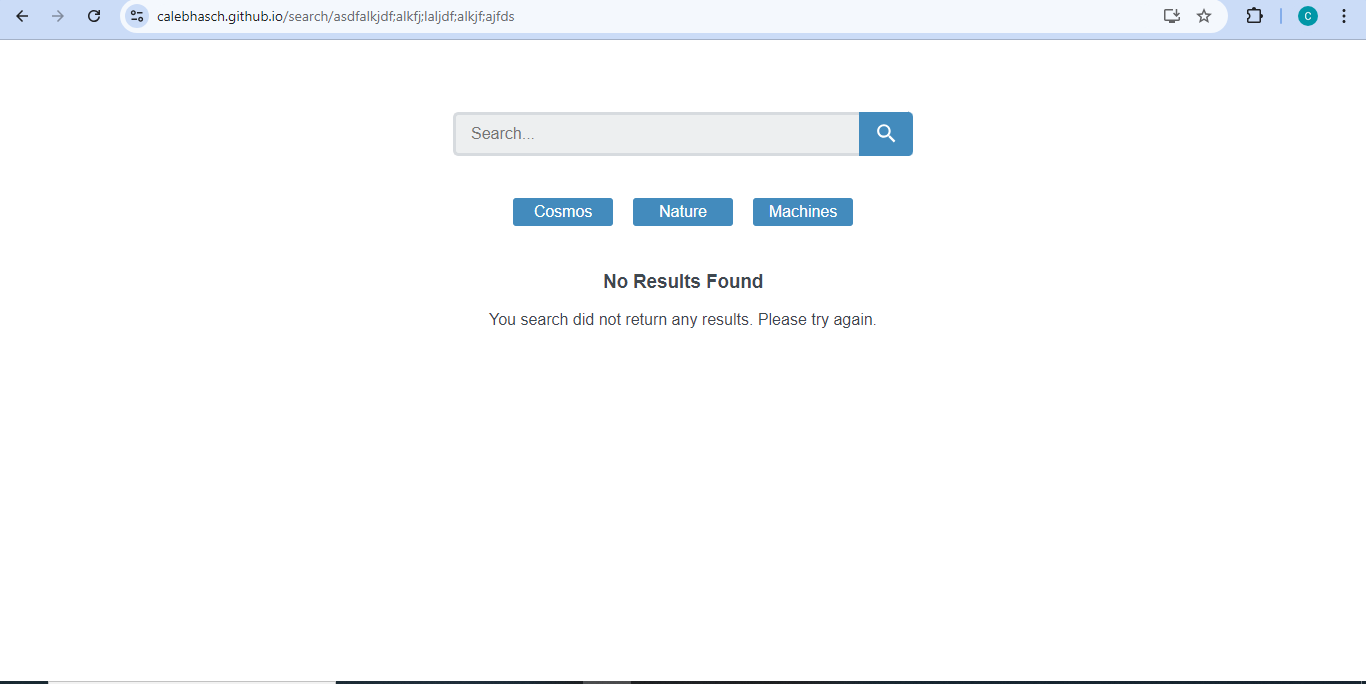 calebhasch.github.io/search/asdfalkjdf;alkfj;laljdf;alkjf;ajfds
C
Search...
Cosmos Nature Machines
No Results Found
You search did not return any results. Please try again.